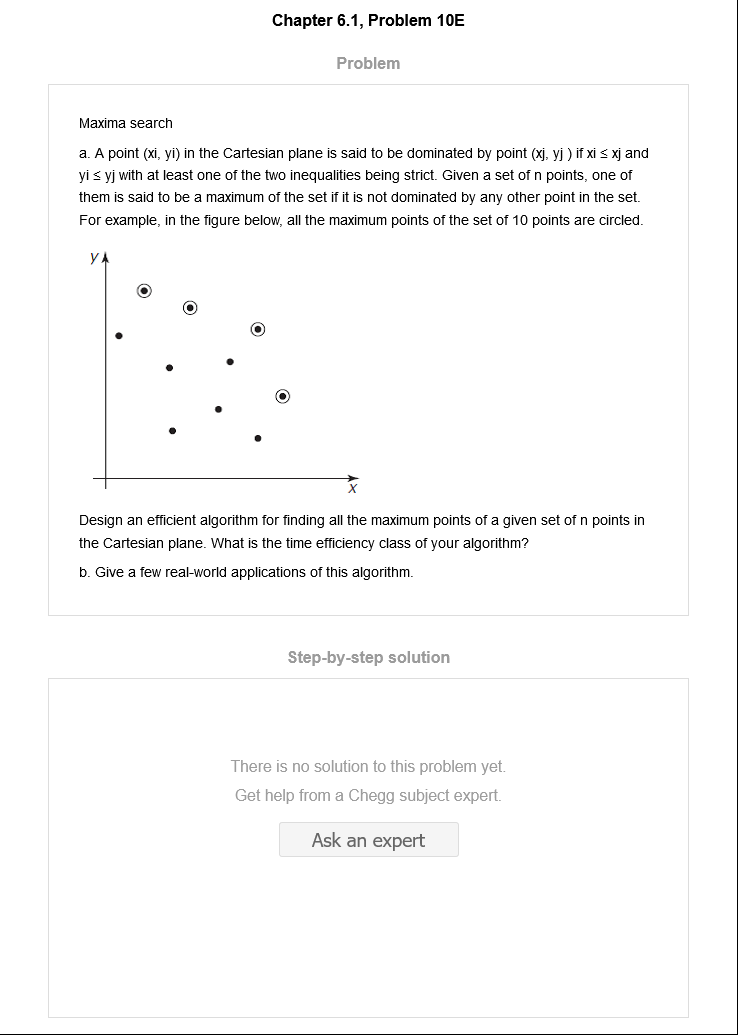 Chapter 6.1, Problem 10E
Problem
Maxima search
a. A point (xi, yi) in the Cartesian plane is said to be dominated by point (xj, yj ) if xi ≤ xj and
yi ≤ yj with at least one of the two inequalities being strict. Given a set of n points, one of
them is said to be a maximum of the set if it is not dominated by any other point in the set.
For example, in the figure below, all the maximum points of the set of 10 points are circled.
y
x
Design an efficient algorithm for finding all the maximum points of a given set of n points in
the Cartesian plane. What is the time efficiency class of your algorithm?
b. Give a few real-world applications of this algorithm.
Step-by-step solution
There is no solution to this problem yet.
Get help from a Chegg subject expert.
Ask an expert